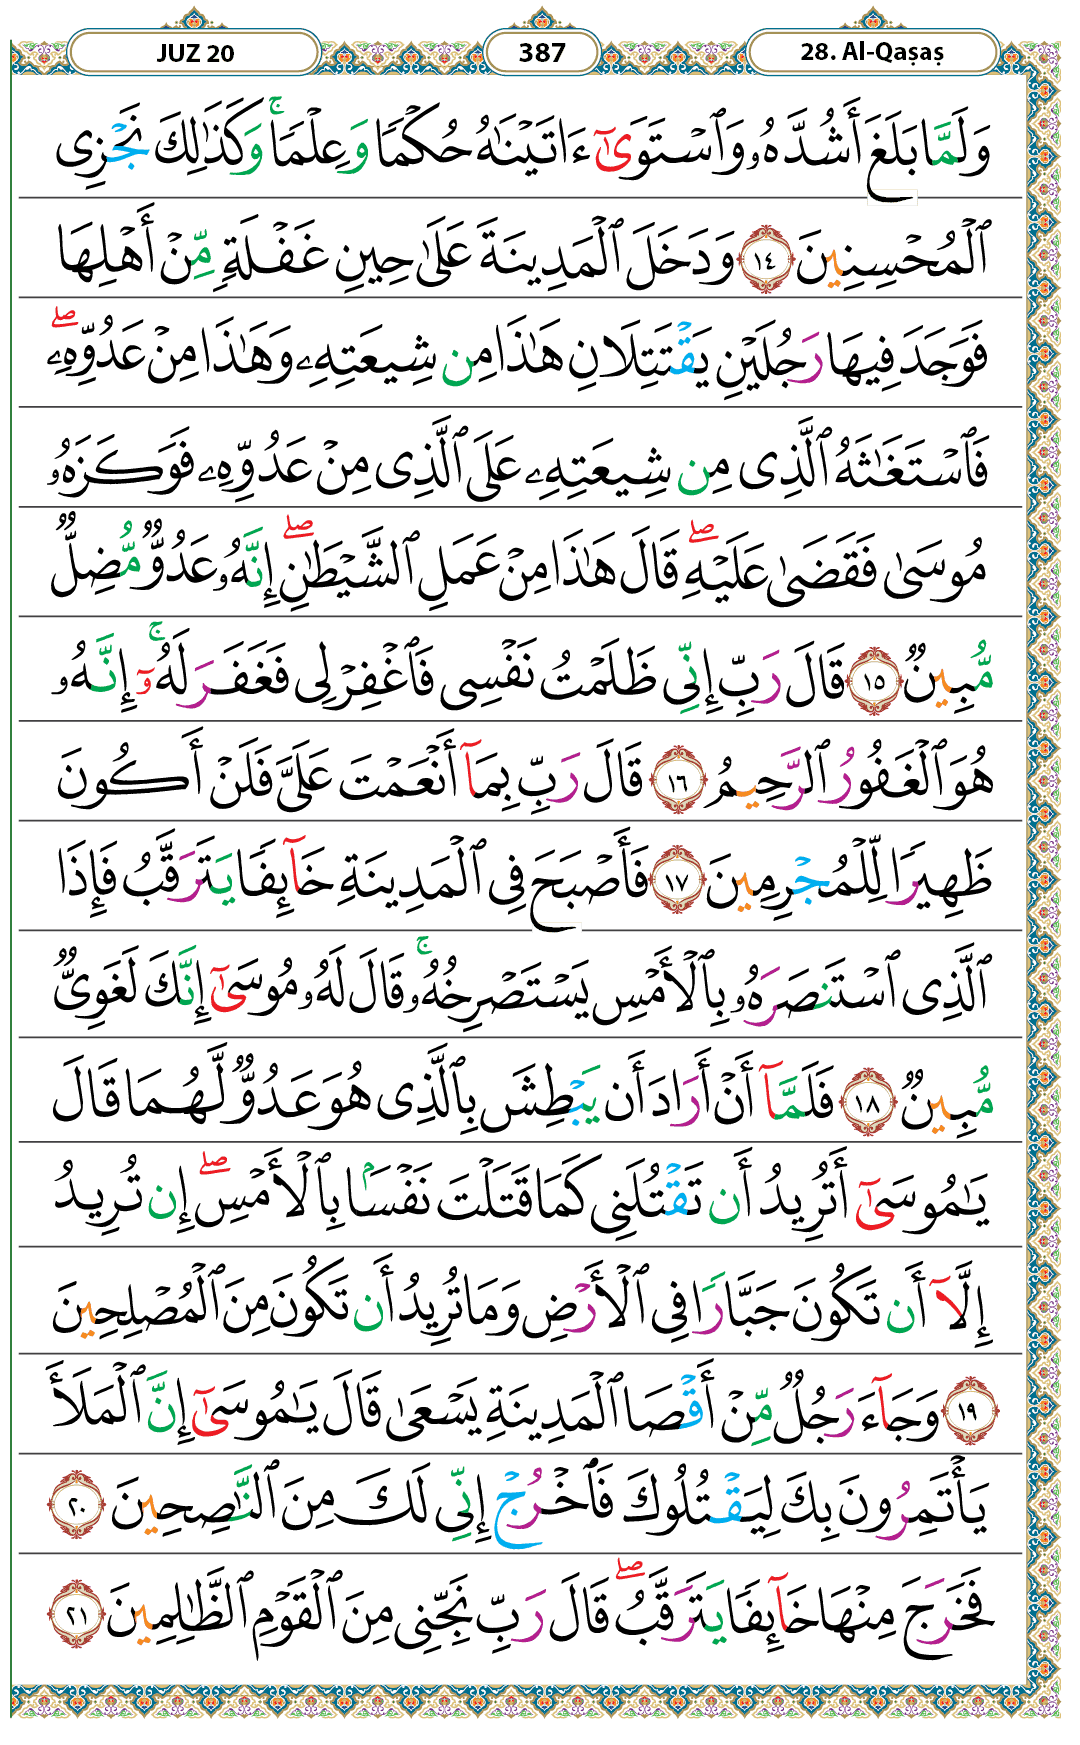 JUZ 20 387 28. Al-Qaṣaṣ
وَلَمَّا بَلَغَ أَشُدَّهُۥ وَٱسْتَوَىٰٓ ءَاتَيْنَٰهُ حُكْمًا وَعِلْمًا ۚ وَكَذَٰلِكَ نَجْزِى
ٱلْمُحْسِنِينَ ١٤ وَدَخَلَ ٱلْمَدِينَةَ عَلَىٰ حِينِ غَفْلَةٍ مِّنْ أَهْلِهَا
فَوَجَدَ فِيهَا رَجُلَيْنِ يَقْتَتِلَانِ هَٰذَا مِن شِيعَتِهِۦ وَهَٰذَا مِنْ عَدُوِّهِۦ ۖ
فَٱسْتَغَٰثَهُ ٱلَّذِى مِن شِيعَتِهِۦ عَلَى ٱلَّذِى مِنْ عَدُوِّهِۦ فَوَكَزَهُۥ
مُوسَىٰ فَقَضَىٰ عَلَيْهِ ۖ قَالَ هَٰذَا مِنْ عَمَلِ ٱلشَّيْطَٰنِ ۖ إِنَّهُۥ عَدُوٌّ مُّضِلٌّ
مُّبِينٌ ١٥ قَالَ رَبِّ إِنِّى ظَلَمْتُ نَفْسِى فَٱغْفِرْ لِى فَغَفَرَ لَهُۥٓ ۚ إِنَّهُۥ
هُوَ ٱلْغَفُورُ ٱلرَّحِيمُ ١٦ قَالَ رَبِّ بِمَآ أَنْعَمْتَ عَلَىَّ فَلَنْ أَكُونَ
ظَهِيرًا لِّلْمُجْرِمِينَ ١٧ فَأَصْبَحَ فِى ٱلْمَدِينَةِ خَآئِفًا يَتَرَقَّبُ فَإِذَا
ٱلَّذِى ٱسْتَنصَرَهُۥ بِٱلْأَمْسِ يَسْتَصْرِخُهُۥ ۚ قَالَ لَهُۥ مُوسَىٰٓ إِنَّكَ لَغَوِىٌّ
مُّبِينٌ ١٨ فَلَمَّآ أَنْ أَرَادَ أَن يَبْطِشَ بِٱلَّذِى هُوَ عَدُوٌّ لَّهُمَا قَالَ
يَٰمُوسَىٰٓ أَتُرِيدُ أَن تَقْتُلَنِى كَمَا قَتَلْتَ نَفْسًۢا بِٱلْأَمْسِ ۖ إِن تُرِيدُ
إِلَّآ أَن تَكُونَ جَبَّارًا فِى ٱلْأَرْضِ وَمَا تُرِيدُ أَن تَكُونَ مِنَ ٱلْمُصْلِحِينَ
١٩ وَجَآءَ رَجُلٌ مِّنْ أَقْصَا ٱلْمَدِينَةِ يَسْعَىٰ قَالَ يَٰمُوسَىٰٓ إِنَّ ٱلْمَلَأَ
يَأْتَمِرُونَ بِكَ لِيَقْتُلُوكَ فَٱخْرُجْ إِنِّى لَكَ مِنَ ٱلنَّٰصِحِينَ ٢٠
فَخَرَجَ مِنْهَا خَآئِفًا يَتَرَقَّبُ ۖ قَالَ رَبِّ نَجِّنِى مِنَ ٱلْقَوْمِ ٱلظَّٰلِمِينَ ٢١